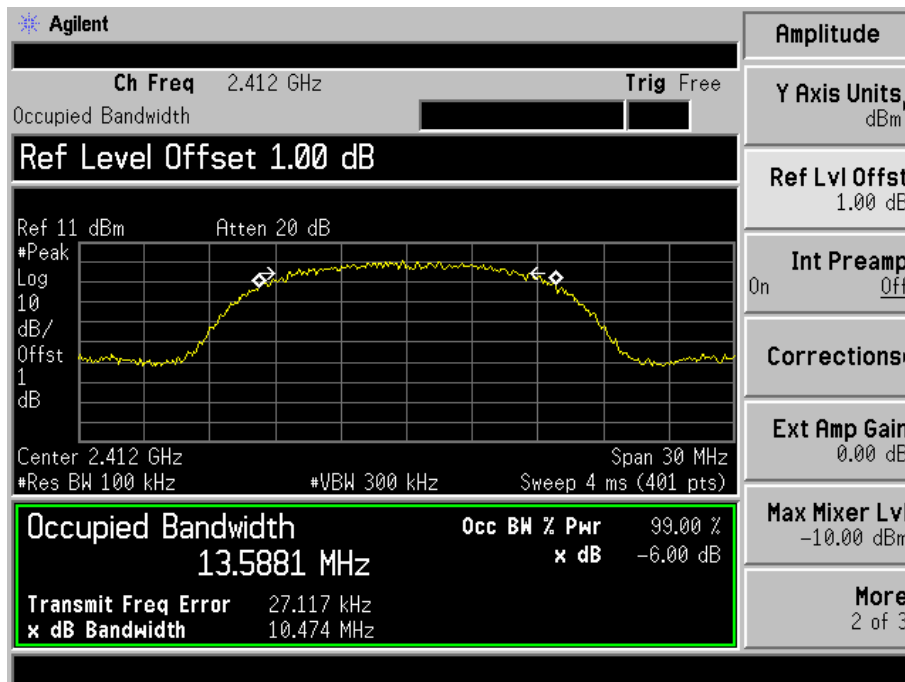 Agilent
Ch Freq 2.412 GHz Trig Free
Occupied Bandwidth
Ref Level Offset 1.00 dB
Ref 11 dBm Atten 20 dB
#Peak
Log
10
dB/
Offst
1
dB
Center 2.412 GHz Span 30 MHz
#Res BW 100 kHz #VBW 300 kHz Sweep 4 ms (401 pts)
Occupied Bandwidth Occ BW % Pwr 99.00 %
13.5881 MHz x dB -6.00 dB
Transmit Freq Error 27.117 kHz
x dB Bandwidth 10.474 MHz
Amplitude
Y Axis Units
dBm
Ref Lvl Offst
1.00 dB
Int Preamp
On Off
Corrections
Ext Amp Gain
0.00 dB
Max Mixer Lvl
-10.00 dBm
More
2 of 3